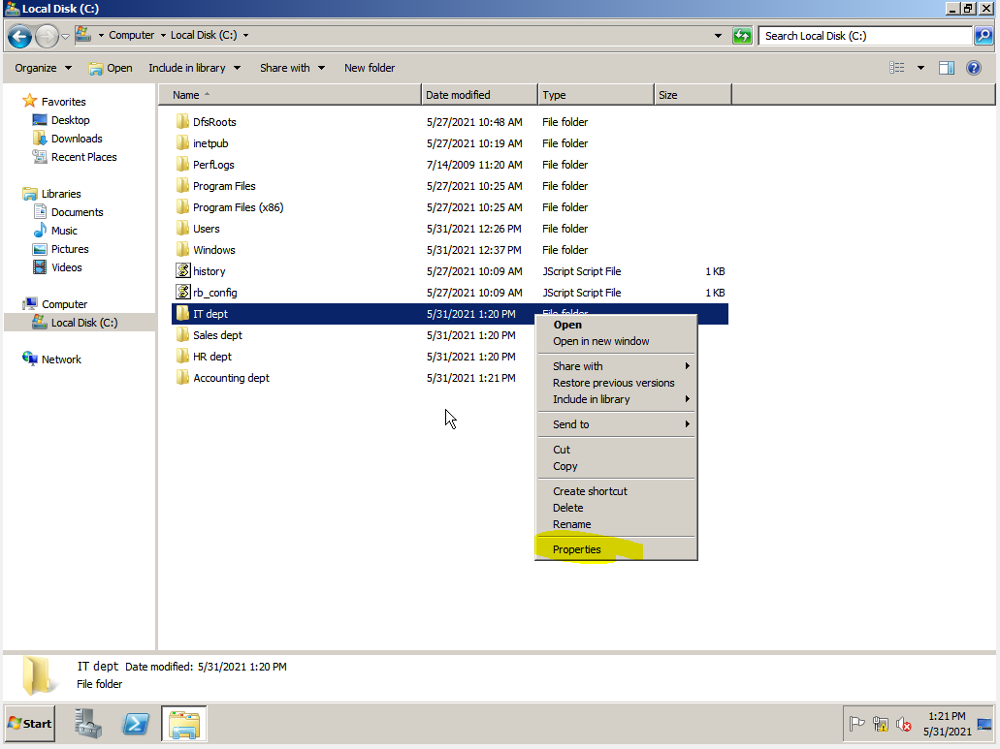 Local Disk (C:)
Computer Local Disk (C:) Search Local Disk (C:)
Organize Open Include in library Share with New folder
Name Date modified Type Size
Favorites
Desktop
Downloads
Recent Places
Libraries
Documents
Music
Pictures
Videos
Computer
Local Disk (C:)
Network
DfsRoots 5/27/2021 10:48 AM File folder
inetpub 5/27/2021 10:19 AM File folder
PerfLogs 7/14/2009 11:20 AM File folder
Program Files 5/27/2021 10:25 AM File folder
Program Files (x86) 5/27/2021 10:25 AM File folder
Users 5/31/2021 12:26 PM File folder
Windows 5/31/2021 12:37 PM File folder
history 5/27/2021 10:09 AM JScript Script File 1 KB
rb_config 5/27/2021 10:09 AM JScript Script File 1 KB
IT dept 5/31/2021 1:20 PM File folder
Sales dept 5/31/2021 1:20 PM
HR dept 5/31/2021 1:20 PM
Accounting dept 5/31/2021 1:21 PM
Open
Open in new window
Share with
Restore previous versions
Include in library
Send to
Cut
Copy
Create shortcut
Delete
Rename
Properties
IT dept Date modified: 5/31/2021 1:20 PM
File folder
Start
1:21 PM
5/31/2021